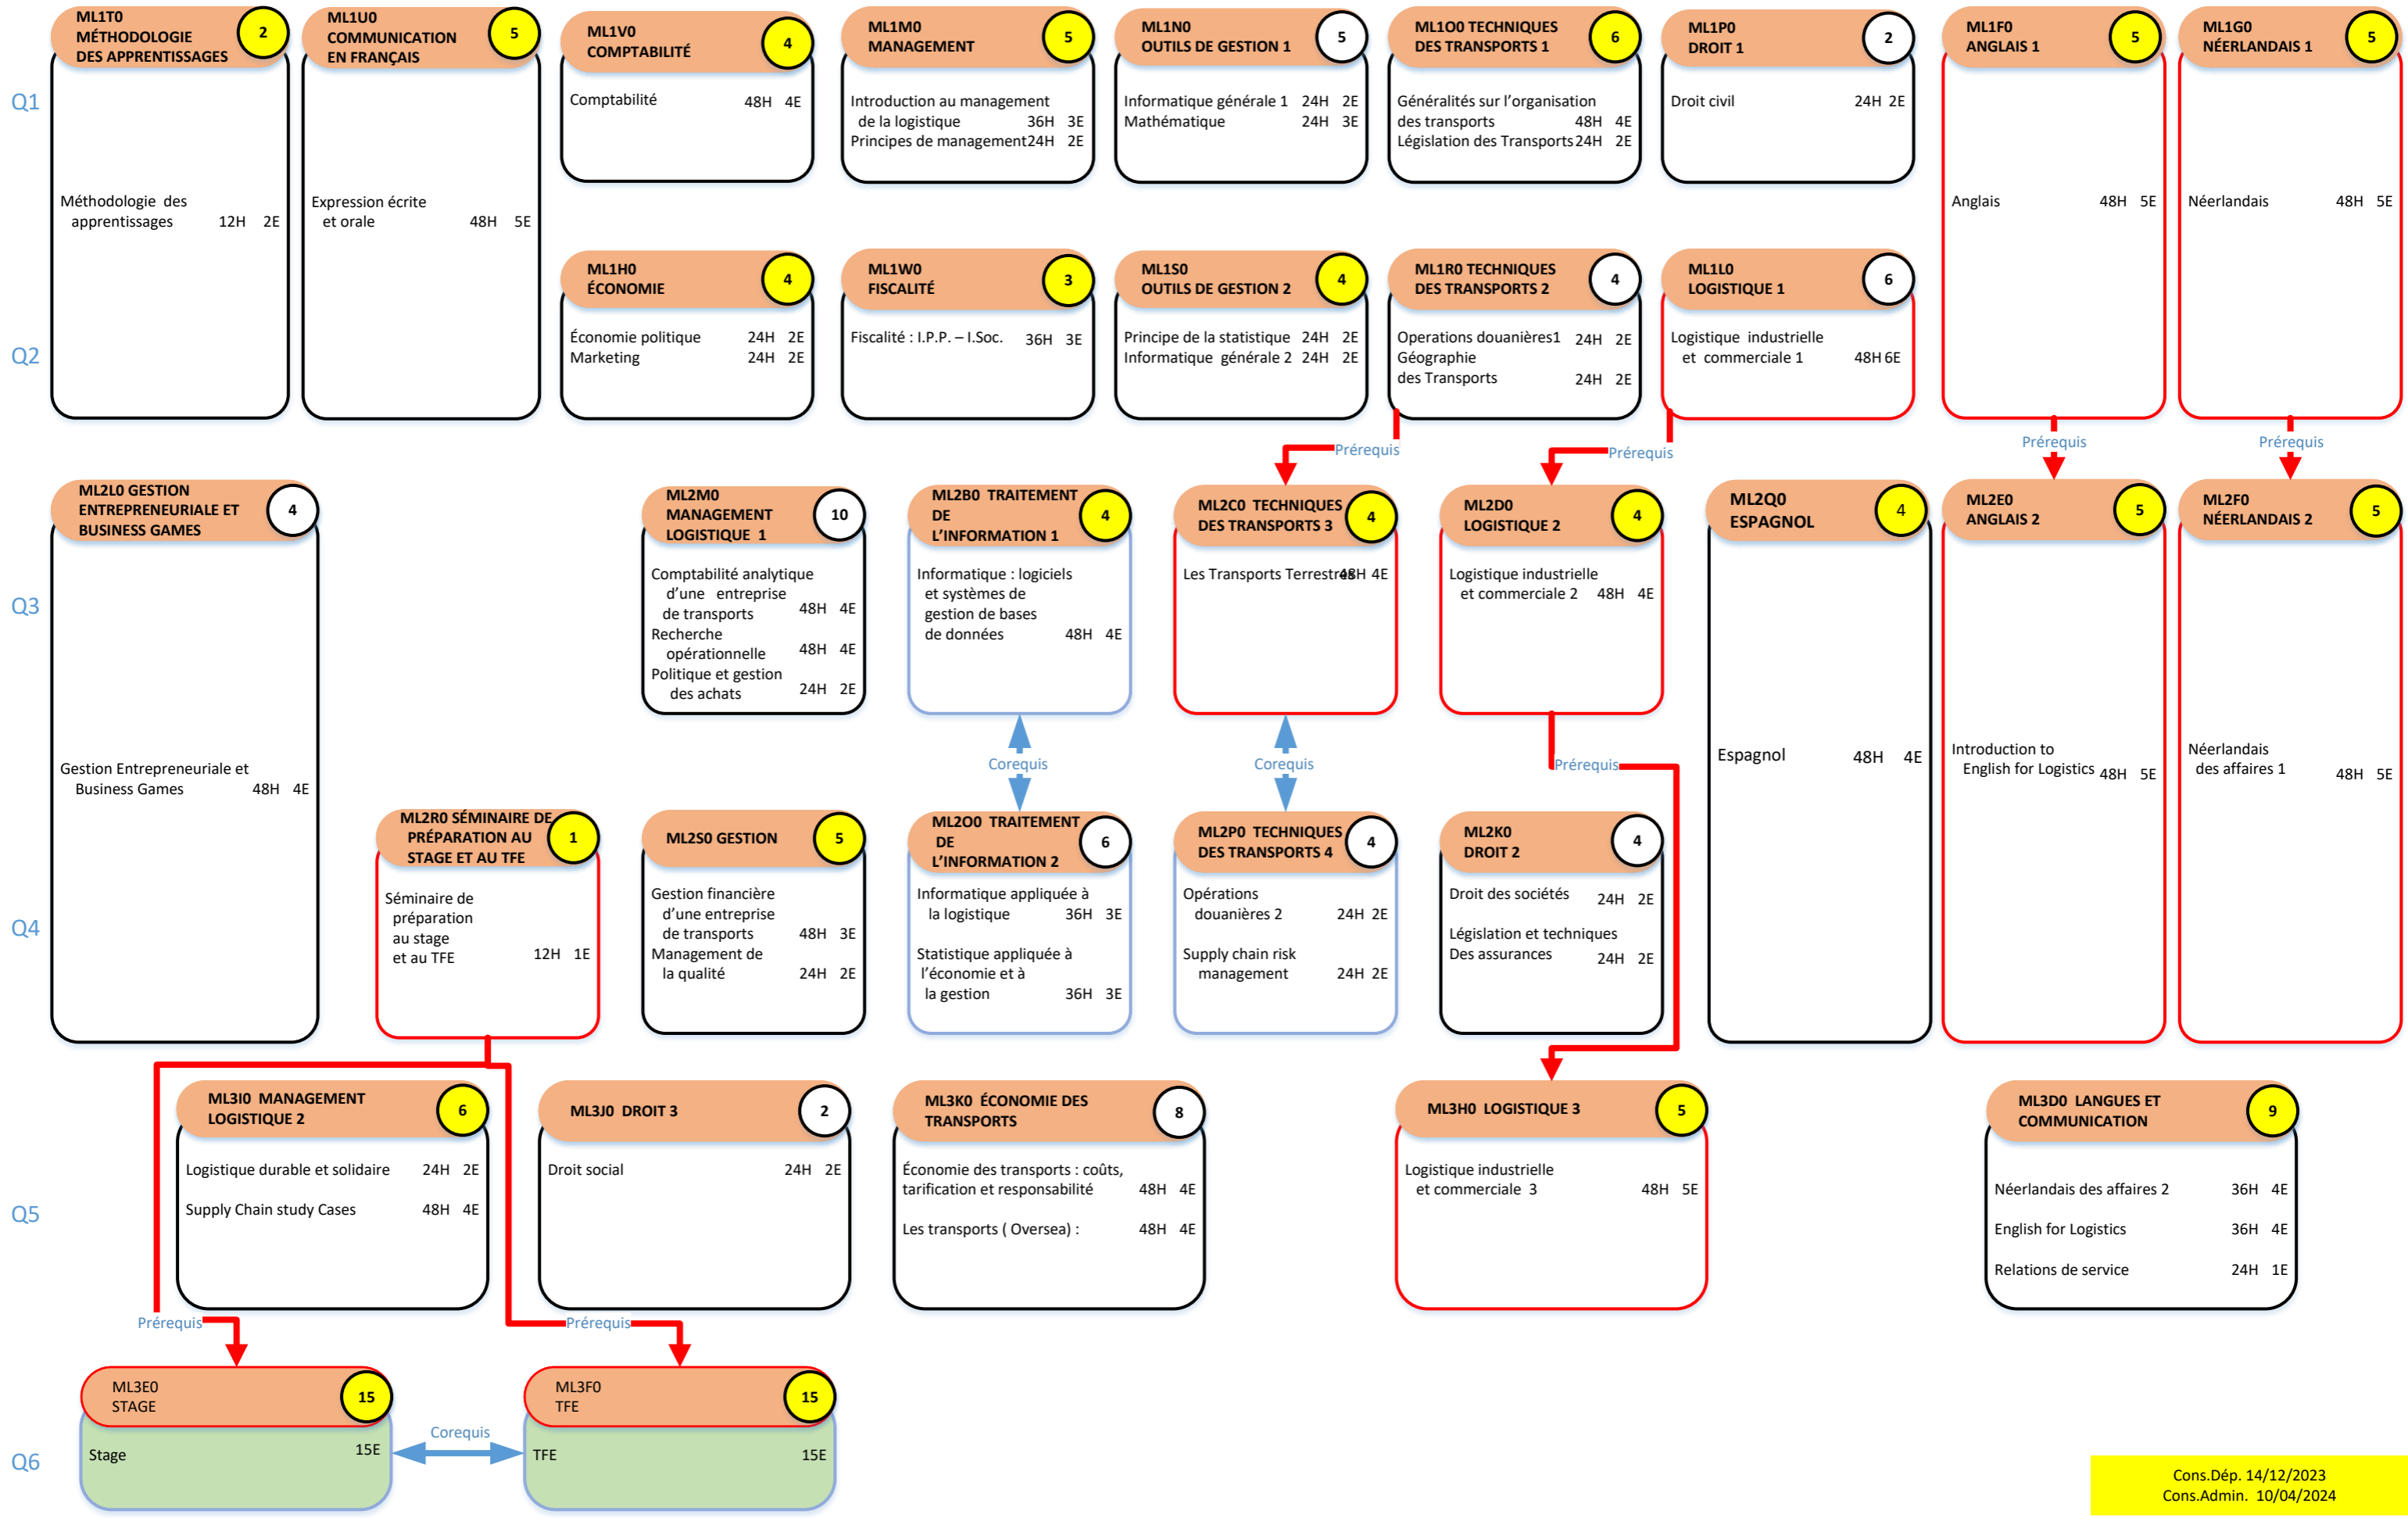 ML1T0
MÉTHODOLOGIE
DES APPRENTISSAGES
2
ML1U0
COMMUNICATION
EN FRANÇAIS
5
ML1V0
COMPTABILITÉ
4
ML1M0
MANAGEMENT
5
ML1N0
OUTILS DE GESTION 1
5
ML1O0 TECHNIQUES
DES TRANSPORTS 1
6
ML1P0
DROIT 1
2
ML1F0
ANGLAIS 1
5
ML1G0
NÉERLANDAIS 1
5
Q1
Méthodologie des
apprentissages 12H 2E
Expression écrite
et orale 48H 5E
Comptabilité 48H 4E
Introduction au management
de la logistique 36H 3E
Principes de management 24H 2E
Informatique générale 1 24H 2E
Mathématique 24H 3E
Généralités sur l'organisation
des transports 48H 4E
Législation des Transports 24H 2E
Droit civil 24H 2E
Anglais 48H 5E
Néerlandais 48H 5E
ML1H0
ÉCONOMIE
4
ML1W0
FISCALITÉ
3
ML1S0
OUTILS DE GESTION 2
4
ML1R0 TECHNIQUES
DES TRANSPORTS 2
4
ML1L0
LOGISTIQUE 1
6
Q2
Économie politique 24H 2E
Marketing 24H 2E
Fiscalité : I.P.P. – I.Soc. 36H 3E
Principe de la statistique 24H 2E
Informatique générale 2 24H 2E
Operations douanières1 24H 2E
Géographie
des Transports 24H 2E
Logistique industrielle
et commerciale 1 48H 6E
Prérequis
Prérequis
Prérequis
Prérequis
ML2L0 GESTION
ENTREPRENEURIALE ET
BUSINESS GAMES
4
ML2M0
MANAGEMENT
LOGISTIQUE 1
10
ML2B0 TRAITEMENT
DE
L'INFORMATION 1
4
ML2C0 TECHNIQUES
DES TRANSPORTS 3
4
ML2D0
LOGISTIQUE 2
4
ML2Q0
ESPAGNOL
4
ML2E0
ANGLAIS 2
5
ML2F0
NÉERLANDAIS 2
5
Q3
Gestion Entrepreneuriale et
Business Games 48H 4E
Comptabilité analytique
d'une entreprise
de transports 48H 4E
Recherche
opérationnelle 48H 4E
Politique et gestion
des achats 24H 2E
Informatique : logiciels
et systèmes de
gestion de bases
de données 48H 4E
Les Transports Terrestres 48H 4E
Logistique industrielle
et commerciale 2 48H 4E
Espagnol 48H 4E
Introduction to
English for Logistics 48H 5E
Néerlandais
des affaires 1 48H 5E
Corequis
Corequis
Prérequis
ML2R0 SÉMINAIRE DE
PRÉPARATION AU
STAGE ET AU TFE
1
ML2S0 GESTION
5
ML2O0 TRAITEMENT
DE
L'INFORMATION 2
6
ML2P0 TECHNIQUES
DES TRANSPORTS 4
4
ML2K0
DROIT 2
4
Q4
Séminaire de
préparation
au stage
et au TFE 12H 1E
Gestion financière
d'une entreprise
de transports 48H 3E
Management de
la qualité 24H 2E
Informatique appliquée à
la logistique 36H 3E
Statistique appliquée à
l'économie et à
la gestion 36H 3E
Opérations
douanières 2 24H 2E
Supply chain risk
management 24H 2E
Droit des sociétés 24H 2E
Législation et techniques
Des assurances 24H 2E
ML3I0 MANAGEMENT
LOGISTIQUE 2
6
ML3J0 DROIT 3
2
ML3K0 ÉCONOMIE DES
TRANSPORTS
8
ML3H0 LOGISTIQUE 3
5
ML3D0 LANGUES ET
COMMUNICATION
9
Q5
Logistique durable et solidaire 24H 2E
Supply Chain study Cases 48H 4E
Droit social 24H 2E
Économie des transports : coûts,
tarification et responsabilité 48H 4E
Les transports ( Oversea) : 48H 4E
Logistique industrielle
et commerciale 3 48H 5E
Néerlandais des affaires 2 36H 4E
English for Logistics 36H 4E
Relations de service 24H 1E
Prérequis
Prérequis
ML3E0
STAGE
15
ML3F0
TFE
15
Q6
Stage 15E
Corequis
TFE 15E
Cons.Dép. 14/12/2023
Cons.Admin. 10/04/2024